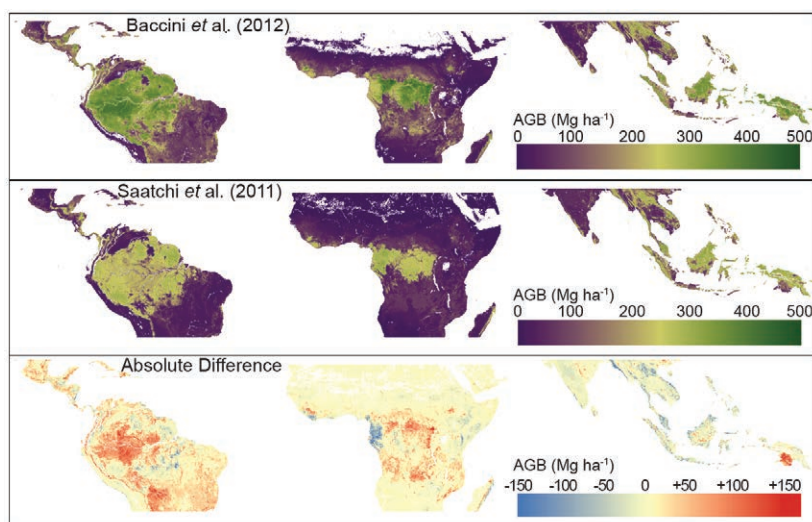 Baccini et al. (2012)
AGB (Mg ha⁻¹)
0 100 200 300 400 500
Saatchi et al. (2011)
AGB (Mg ha⁻¹)
0 100 200 300 400 500
Absolute Difference
AGB (Mg ha⁻¹)
-150 -100 -50 0 +50 +100 +150